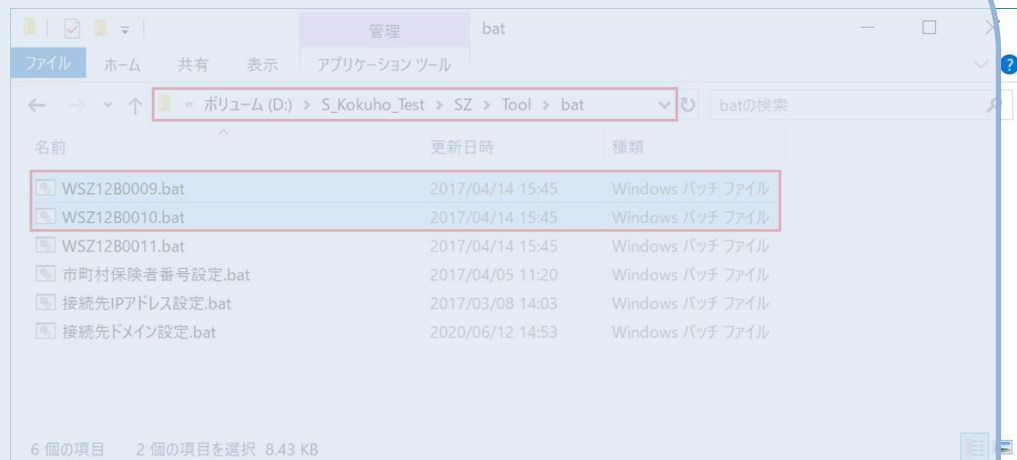 管理 bat
ファイル ホーム 共有 表示 アプリケーション ツール ?
« ボリューム (D:) > S_Kokuho_Test > SZ > Tool > bat batの検索
名前 更新日時 種類
WSZ12B0009.bat 2017/04/14 15:45 Windows バッチ ファイル
WSZ12B0010.bat 2017/04/14 15:45 Windows バッチ ファイル
WSZ12B0011.bat 2017/04/14 15:45 Windows バッチ ファイル
市町村保険者番号設定.bat 2017/04/05 11:20 Windows バッチ ファイル
接続先IPアドレス設定.bat 2017/03/08 14:03 Windows バッチ ファイル
接続先ドメイン設定.bat 2020/06/12 14:53 Windows バッチ ファイル
6 個の項目 2 個の項目を選択 8.43 KB